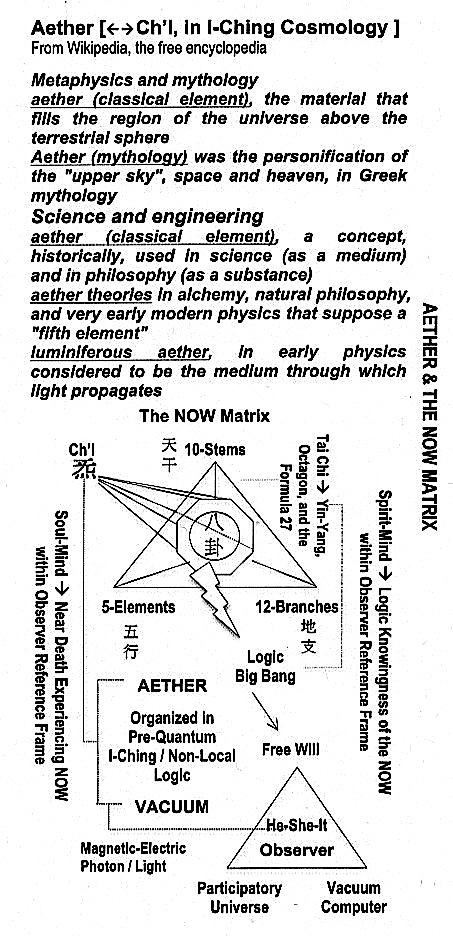 Aether [←→Ch'I, in I-Ching Cosmology ]
From Wikipedia, the free encyclopedia
Metaphysics and mythology
aether (classical element), the material that
fills the region of the universe above the
terrestrial sphere
Aether (mythology) was the personification of
the "upper sky", space and heaven, in Greek
mythology
Science and engineering
aether (classical element), a concept,
historically, used in science (as a medium)
and in philosophy (as a substance)
aether theories in alchemy, natural philosophy,
and very early modern physics that suppose a
"fifth element"
luminiferous aether, in early physics
considered to be the medium through which
light propagates
AETHER & THE NOW MATRIX
The NOW Matrix
Ch'I
炁
天
干
10-Stems
Tai Chi → Yin-Yang,
Octagon, and the
Formula 27
八
卦
5-Elements
五
行
12-Branches
地
支
Soul-Mind → Near Death Experiencing NOW
within Observer Reference Frame
Spirit-Mind → Logic Knowingness of the NOW
within Observer Reference Frame
Logic
Big Bang
AETHER
Organized in
Pre-Quantum
I-Ching / Non-Local
Logic
Free Will
VACUUM
He-She-It
Observer
Magnetic-Electric
Photon / Light
Participatory
Universe
Vacuum
Computer